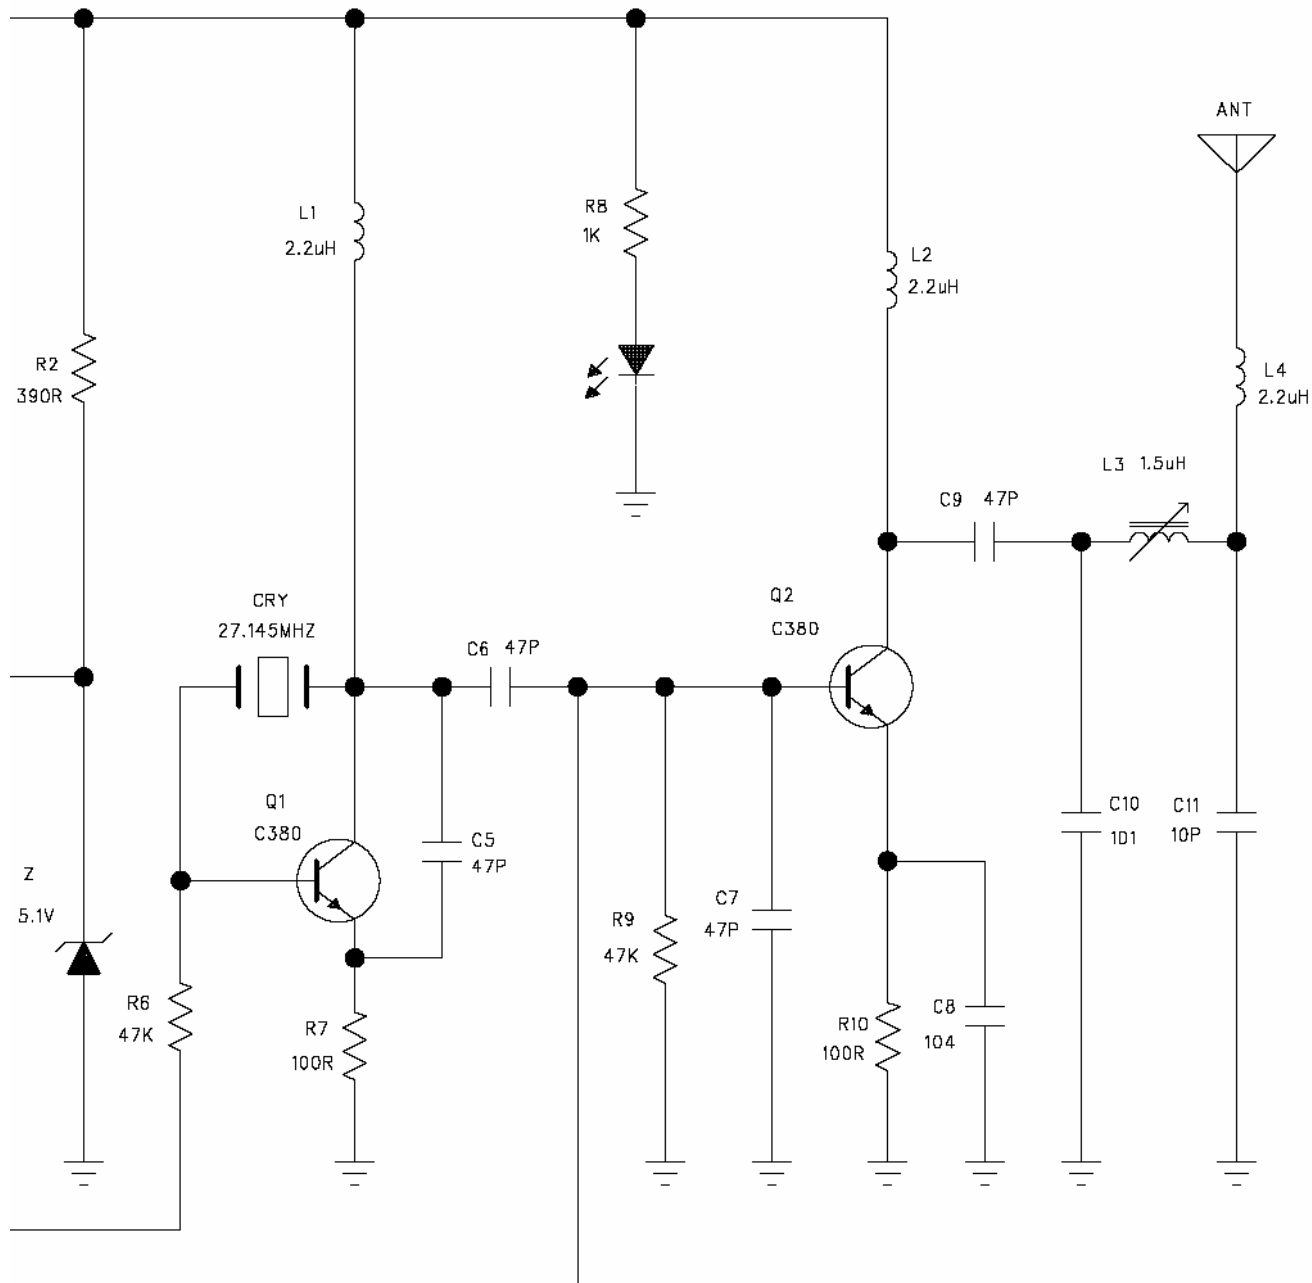 ANT
R8
1K
L1
2.2uH
L2
2.2uH
R2
390R
L4
2.2uH
L3 1.5uH
C9 47P
CRY
27.145MHZ
Q2
C380
C6 47P
Q1
C380
C5
47P
C10
101
C11
10P
Z
5.1V
C7
47P
R9
47K
R6
47K
R7
100R
R10
100R
C8
104